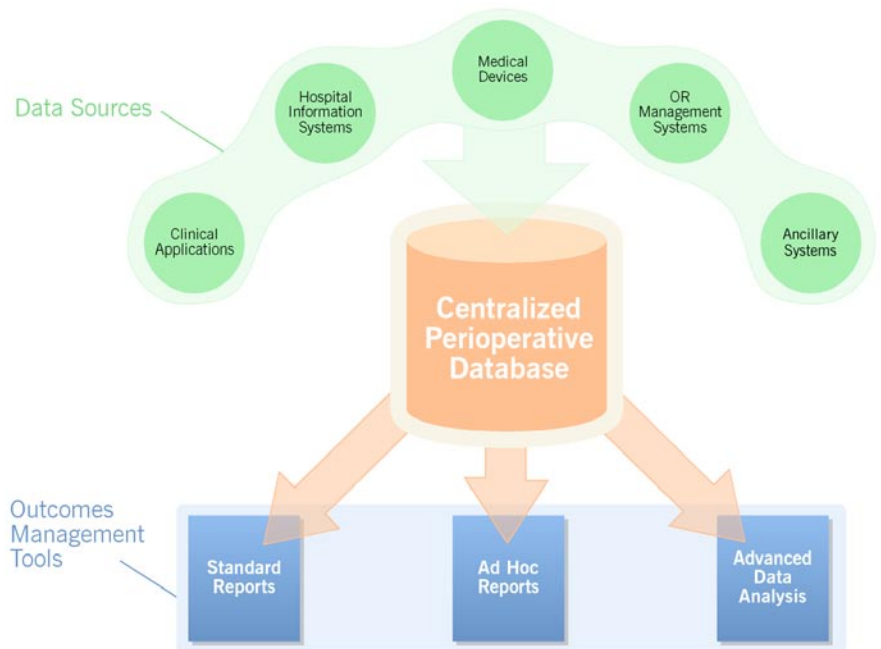 Medical
Devices
Hospital
Information
Systems
OR
Management
Systems
Data Sources
Clinical
Applications
Ancillary
Systems
Centralized
Perioperative
Database
Outcomes
Management
Tools
Standard
Reports
Ad Hoc
Reports
Advanced
Data
Analysis